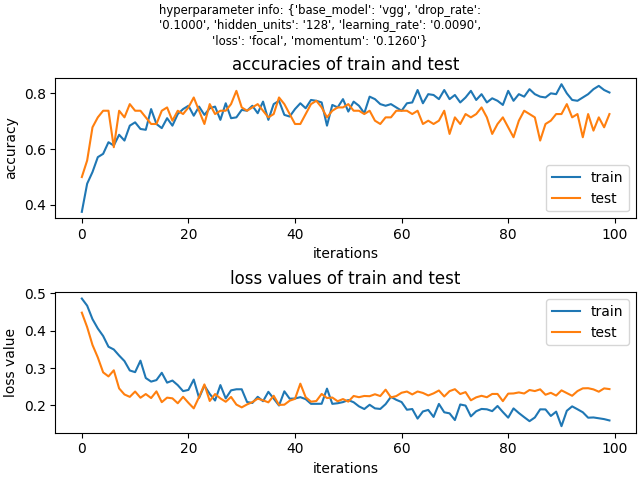 hyperparameter info: {'base_model': 'vgg', 'drop_rate':
'0.1000', 'hidden_units': '128', 'learning_rate': '0.0090',
'loss': 'focal', 'momentum': '0.1260'}
accuracies of train and test
accuracy
0.8
0.6
0.4
train
test
0 20 40 60 80 100
iterations
loss values of train and test
loss value
0.5
0.4
0.3
0.2
train
test
0 20 40 60 80 100
iterations